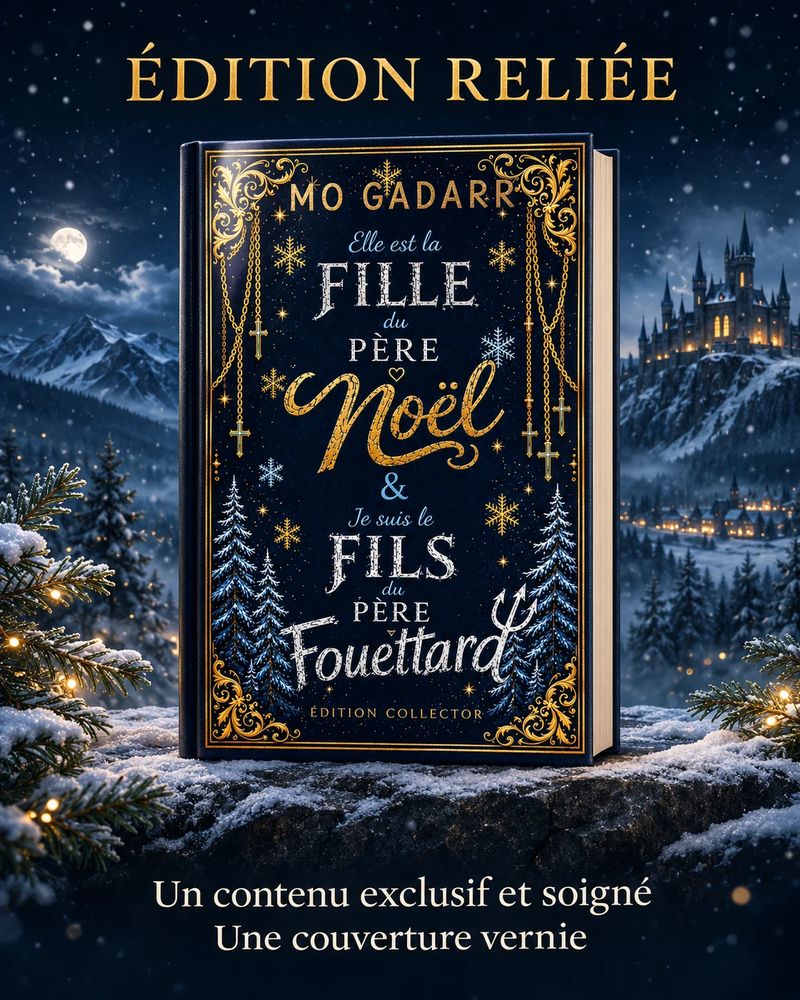 ÉDITION RELIÉE
MO GADARR
Elle est la
FILLE
du
PÈRE
Noël
&
Je suis le
FILS
du
PÈRE
Fouettard
ÉDITION COLLECTOR
Un contenu exclusif et soigné
Une couverture vernie